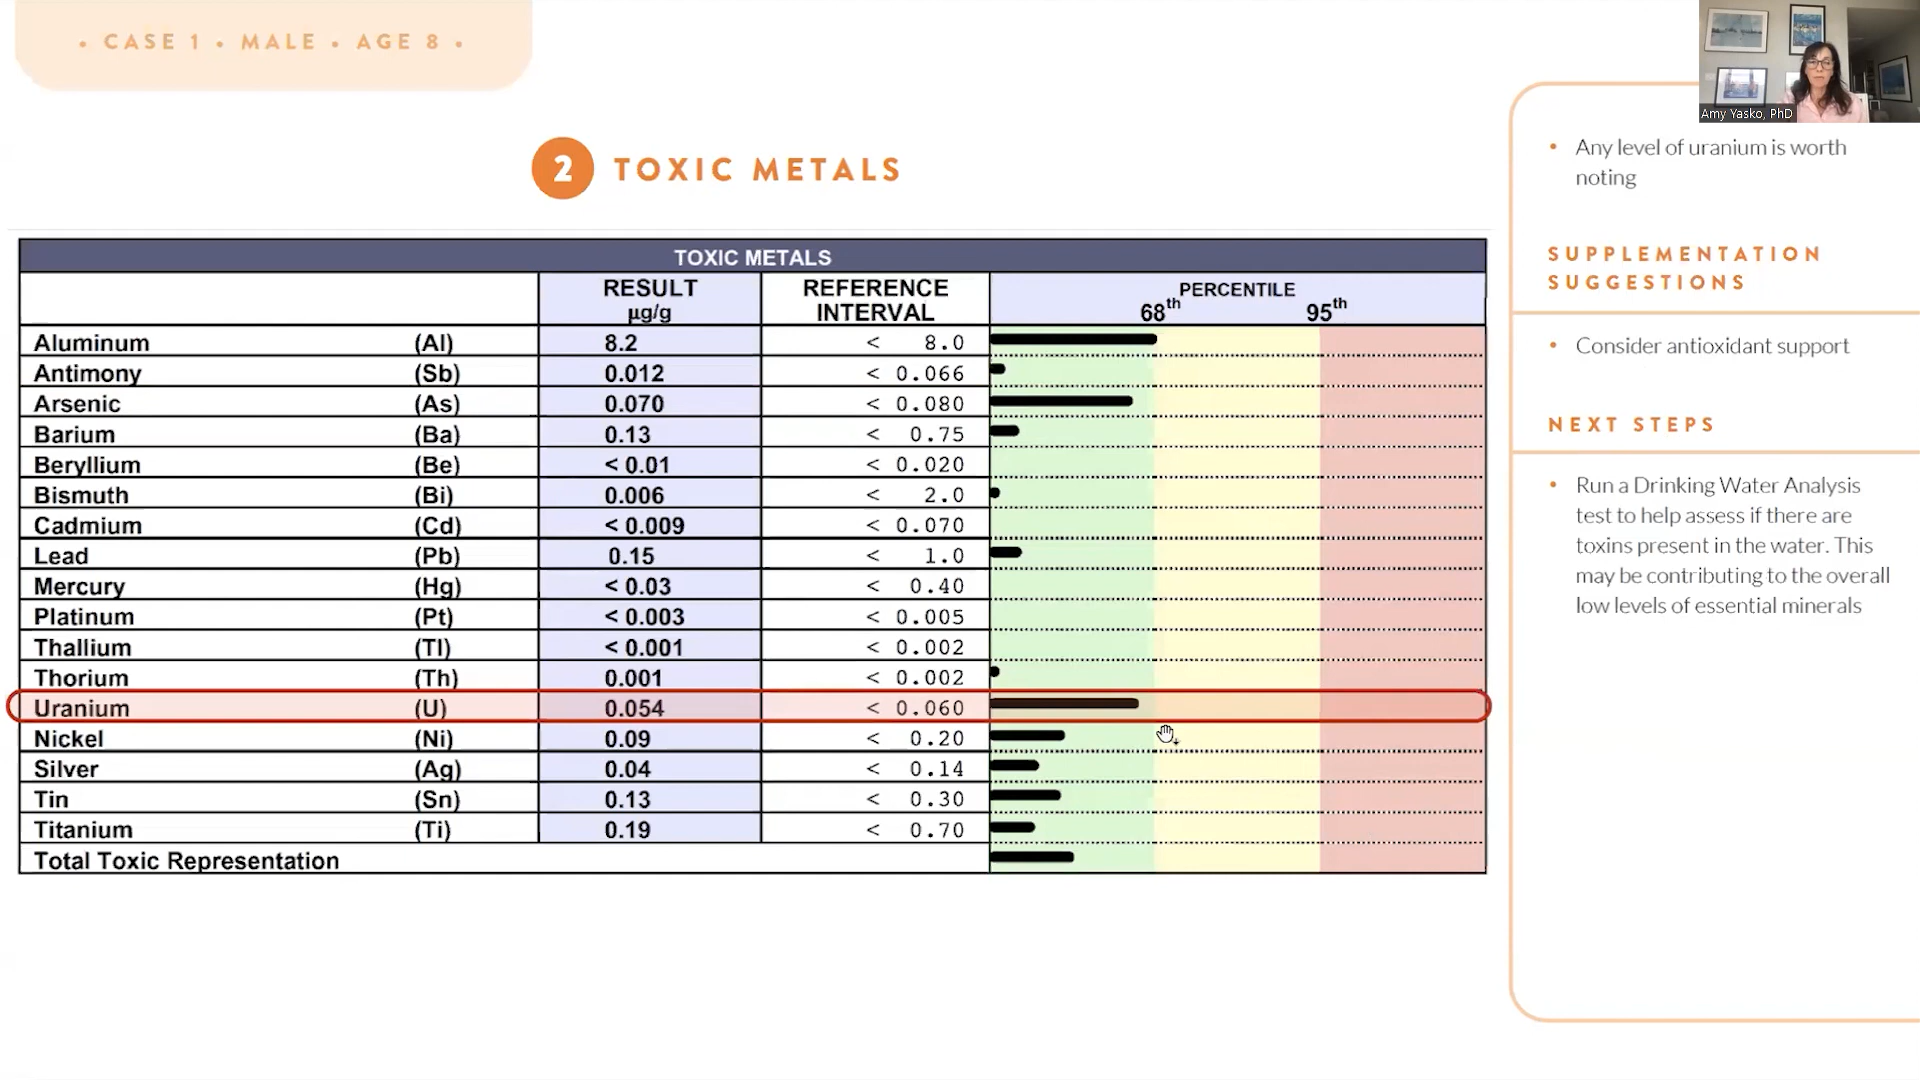 • CASE 1 • MALE • AGE 8 •
Amy Yasko, PhD
2 TOXIC METALS
TOXIC METALS
RESULT µg/g REFERENCE INTERVAL PERCENTILE 68th 95th
Aluminum (Al) 8.2 < 8.0
Antimony (Sb) 0.012 < 0.066
Arsenic (As) 0.070 < 0.080
Barium (Ba) 0.13 < 0.75
Beryllium (Be) < 0.01 < 0.020
Bismuth (Bi) 0.006 < 2.0
Cadmium (Cd) < 0.009 < 0.070
Lead (Pb) 0.15 < 1.0
Mercury (Hg) < 0.03 < 0.40
Platinum (Pt) < 0.003 < 0.005
Thallium (Tl) < 0.001 < 0.002
Thorium (Th) 0.001 < 0.002
Uranium (U) 0.054 < 0.060
Nickel (Ni) 0.09 < 0.20
Silver (Ag) 0.04 < 0.14
Tin (Sn) 0.13 < 0.30
Titanium (Ti) 0.19 < 0.70
Total Toxic Representation
• Any level of uranium is worth
noting
SUPPLEMENTATION
SUGGESTIONS
• Consider antioxidant support
NEXT STEPS
• Run a Drinking Water Analysis
test to help assess if there are
toxins present in the water. This
may be contributing to the overall
low levels of essential minerals